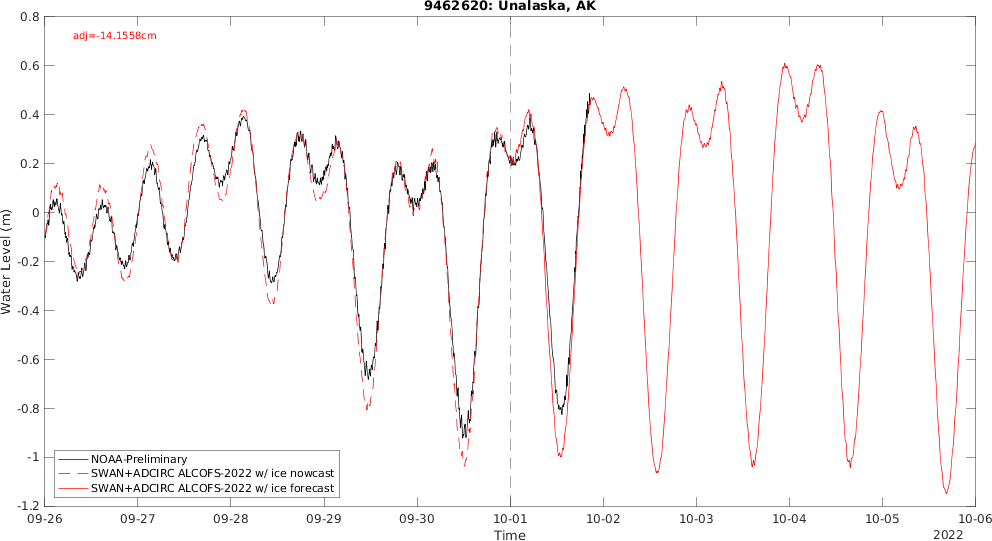 9462620: Unalaska, AK
adj=-14.1558cm
Water Level (m)
0.8
0.6
0.4
0.2
0
-0.2
-0.4
-0.6
-0.8
-1
-1.2
NOAA-Preliminary
SWAN+ADCIRC ALCOFS-2022 w/ ice nowcast
SWAN+ADCIRC ALCOFS-2022 w/ ice forecast
09-26 09-27 09-28 09-29 09-30 10-01 10-02 10-03 10-04 10-05 10-06
Time
2022